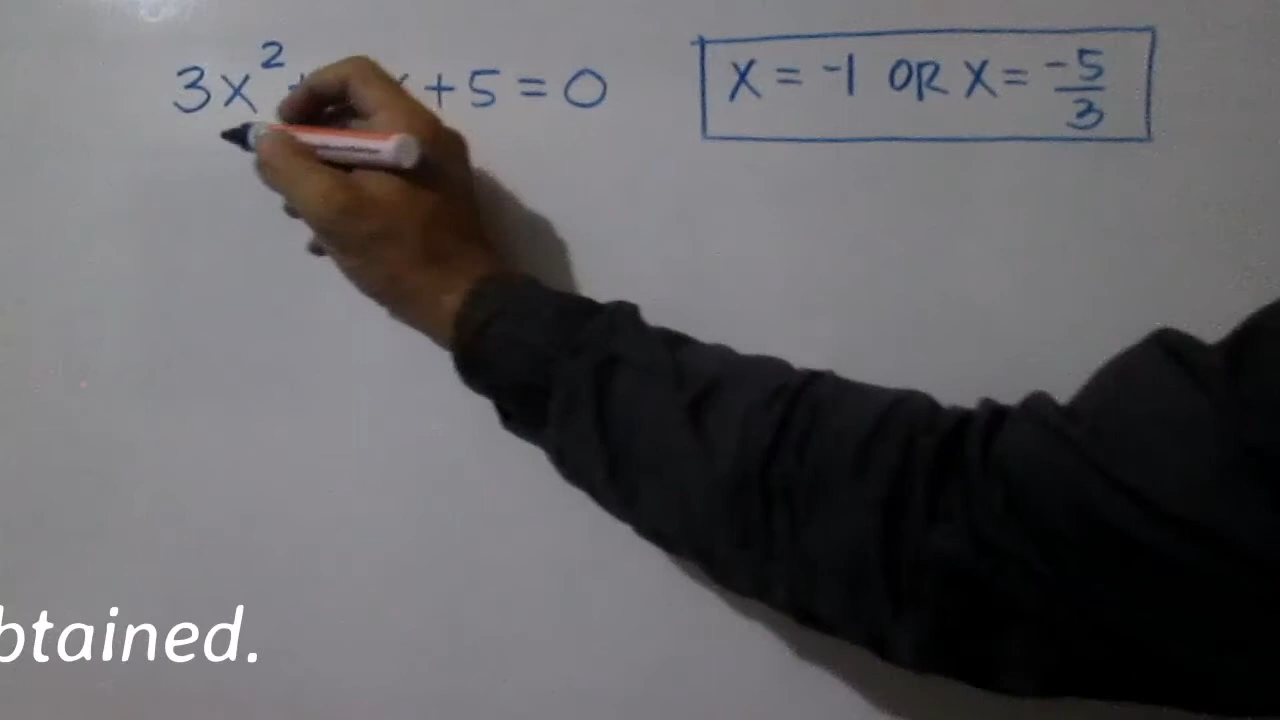 3x² + x + 5 = 0
x = -1 OR x = -5/3
btained.